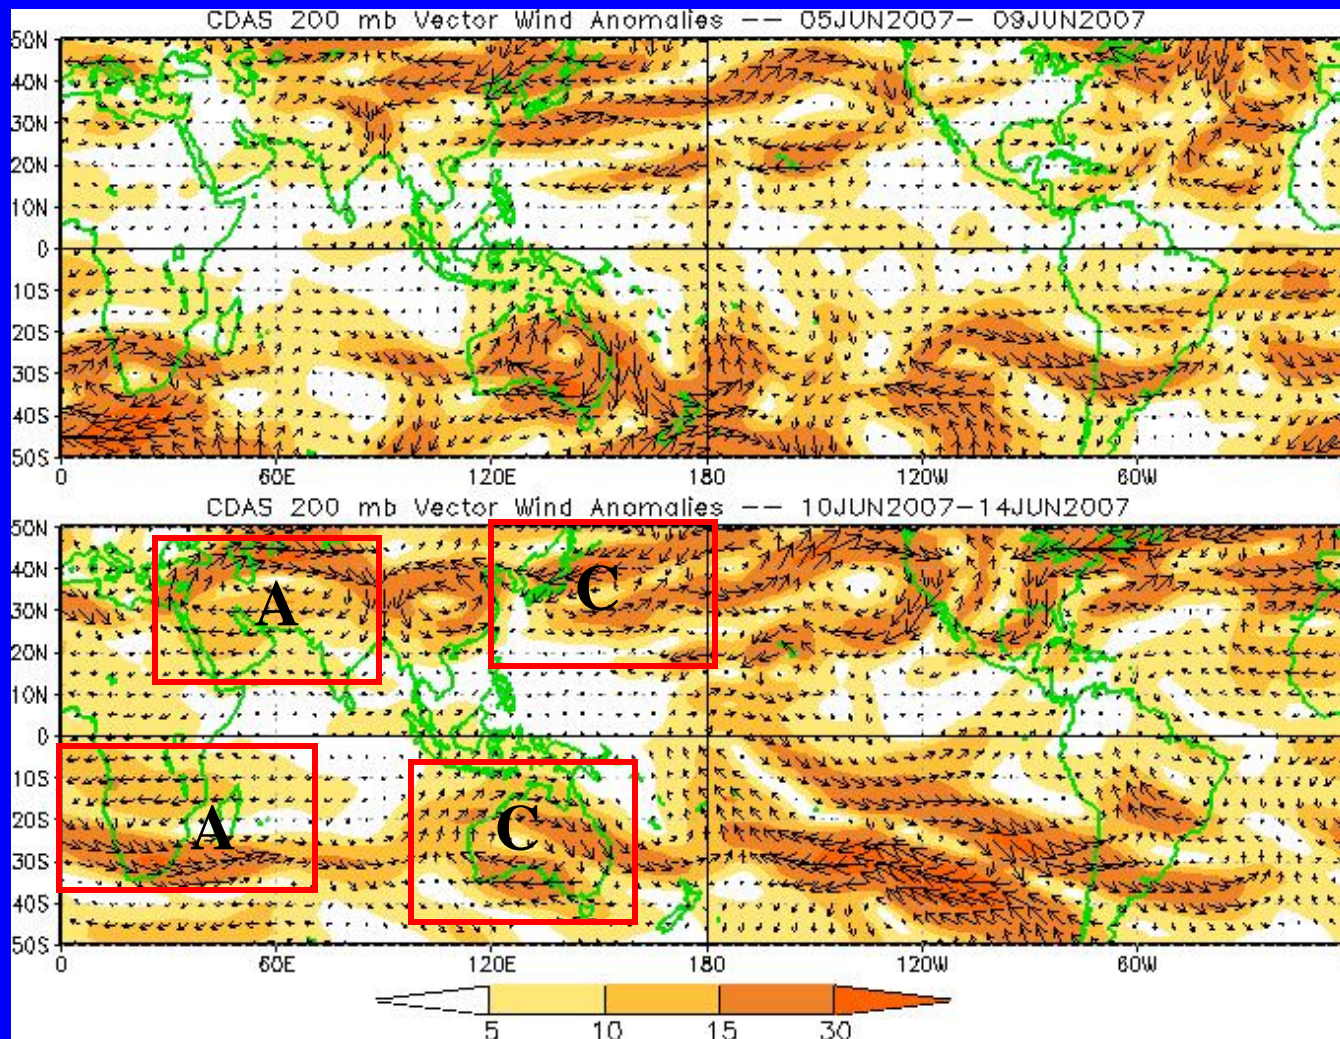 CDAS 200 mb Vector Wind Anomalies -- 05JUN2007- 09JUN2007
50N
40N
30N
20N
10N
0
10S
20S
30S
40S
50S
0 60E 120E 180 120W 60W
CDAS 200 mb Vector Wind Anomalies -- 10JUN2007-14JUN2007
50N
40N
A C
30N
20N
10N
0
10S
20S
A C
30S
40S
50S
0 60E 120E 180 120W 60W
5 10 15 30